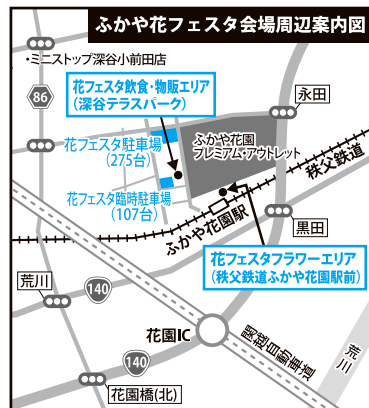 ふかや花フェスタ会場周辺案内図
・ミニストップ深谷小前田店
86
花フェスタ飲食・物販エリア
(深谷テラスパーク)
永田
花フェスタ駐車場
(275台)
ふかや花園
プレミアム・アウトレット
秩父鉄道
花フェスタ臨時駐車場
(107台)
ふかや花園駅
黒田
花フェスタフラワーエリア
(秩父鉄道ふかや花園駅前)
荒川
140
花園IC
関越自動車道
荒川
140
花園橋(北)